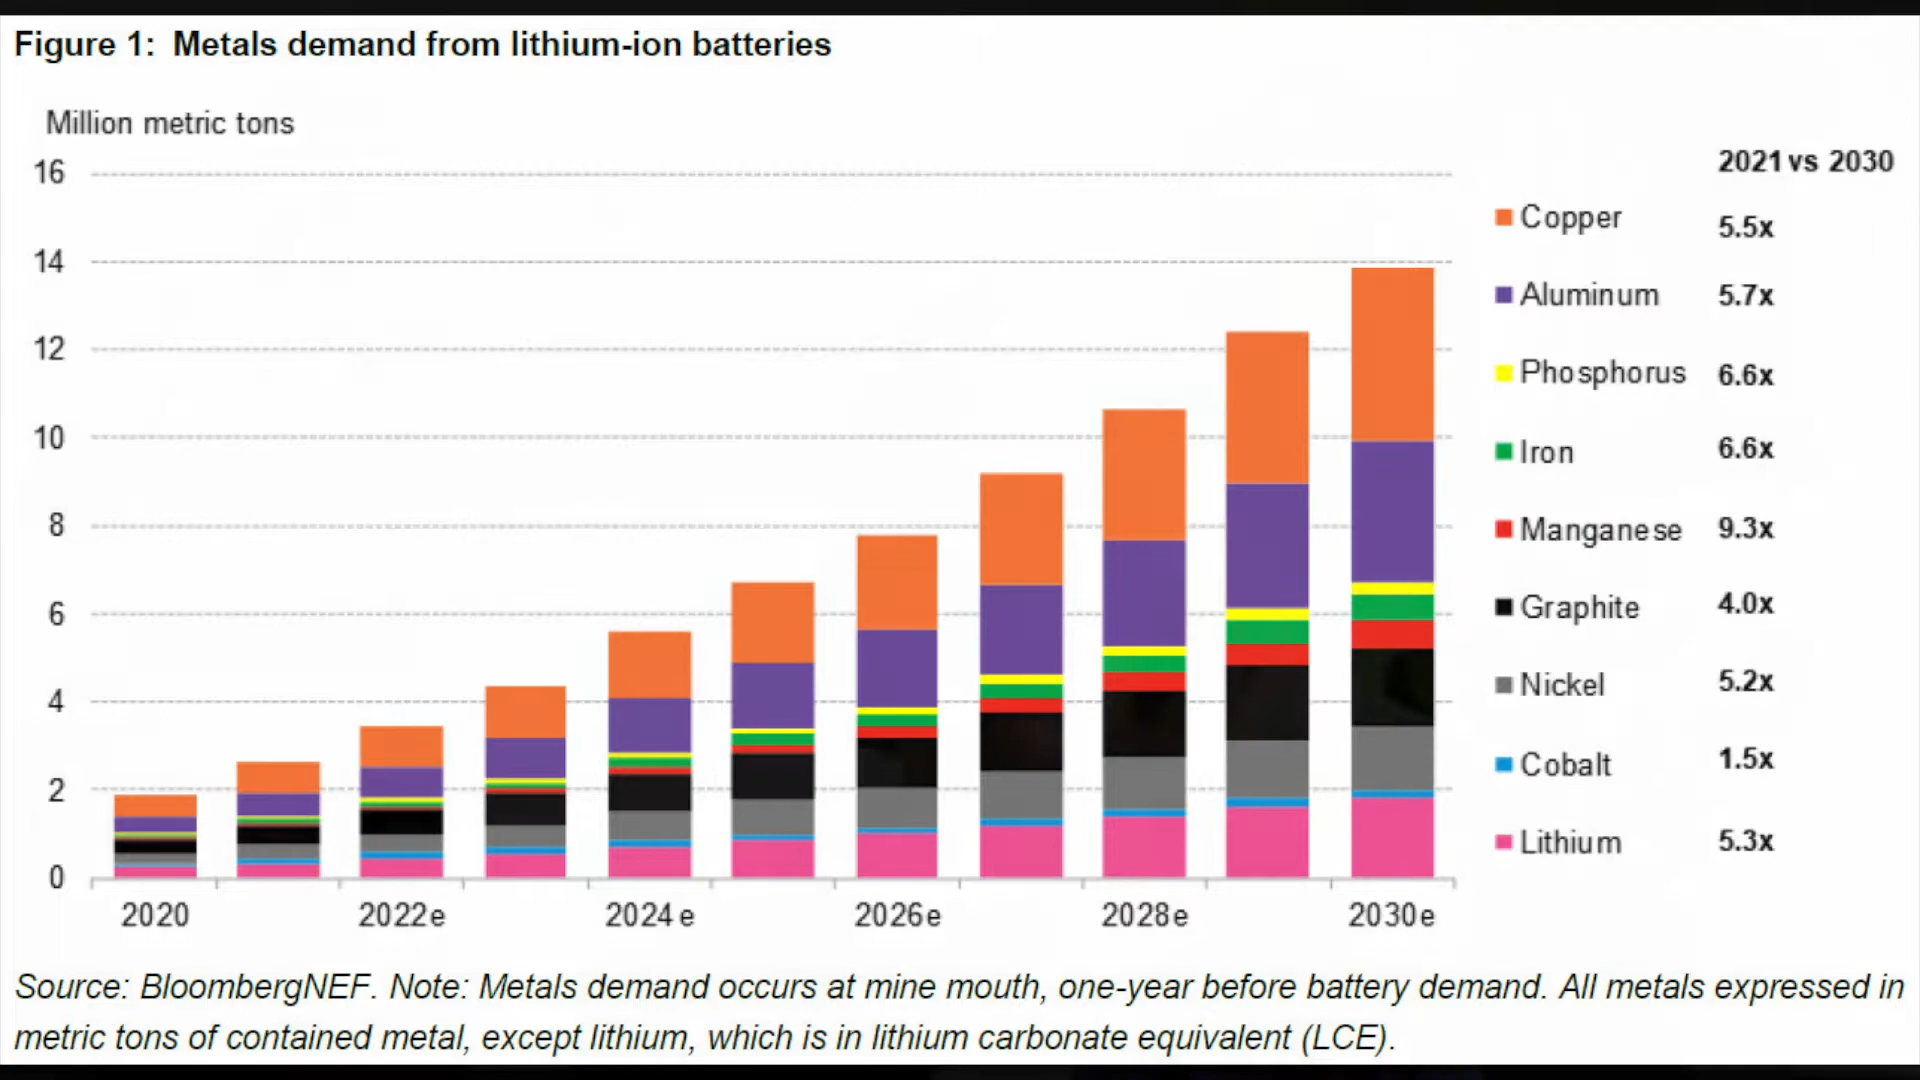 Figure 1: Metals demand from lithium-ion batteries
Million metric tons
16
14
12
10
8
6
4
2
0
2020
2022e
2024e
2026e
2028e
2030e
2021 vs 2030
Copper 5.5x
Aluminum 5.7x
Phosphorus 6.6x
Iron 6.6x
Manganese 9.3x
Graphite 4.0x
Nickel 5.2x
Cobalt 1.5x
Lithium 5.3x
Source: BloombergNEF. Note: Metals demand occurs at mine mouth, one-year before battery demand. All metals expressed in
metric tons of contained metal, except lithium, which is in lithium carbonate equivalent (LCE).